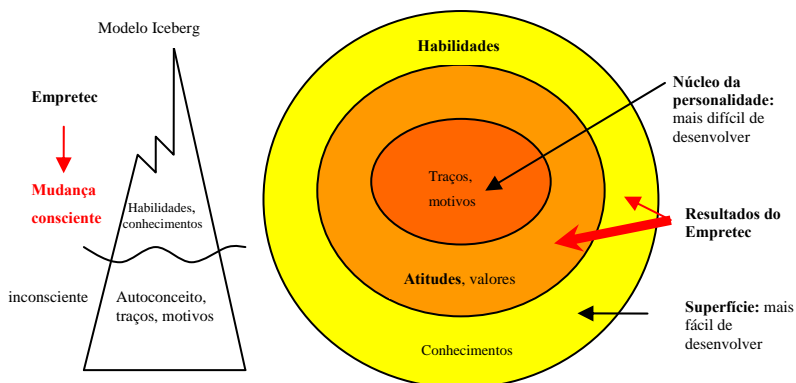 Modelo Iceberg
Empretec
Mudança
consciente
Habilidades,
conhecimentos
inconsciente
Autoconceito,
traços, motivos
Habilidades
Traços,
motivos
Atitudes, valores
Conhecimentos
Núcleo da
personalidade:
mais difícil de
desenvolver
Resultados do
Empretec
Superfície: mais
fácil de
desenvolver